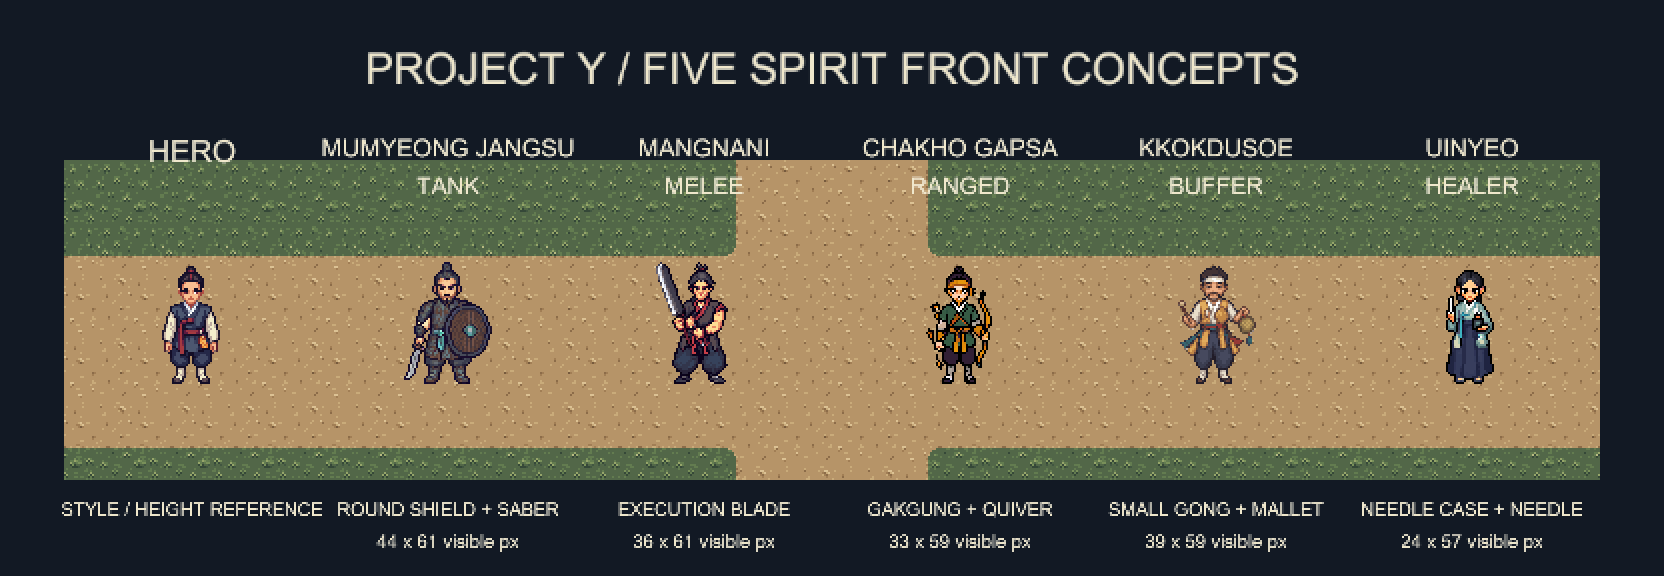 PROJECT Y / FIVE SPIRIT FRONT CONCEPTS
HERO
MUMYEONG JANGSU
TANK
MANGNANI
MELEE
CHAKHO GAPSA
RANGED
KKOKDUSOE
BUFFER
UINYEO
HEALER
STYLE / HEIGHT REFERENCE
ROUND SHIELD + SABER
44 x 61 visible px
EXECUTION BLADE
36 x 61 visible px
GAKGUNG + QUIVER
33 x 59 visible px
SMALL GONG + MALLET
39 x 59 visible px
NEEDLE CASE + NEEDLE
24 x 57 visible px